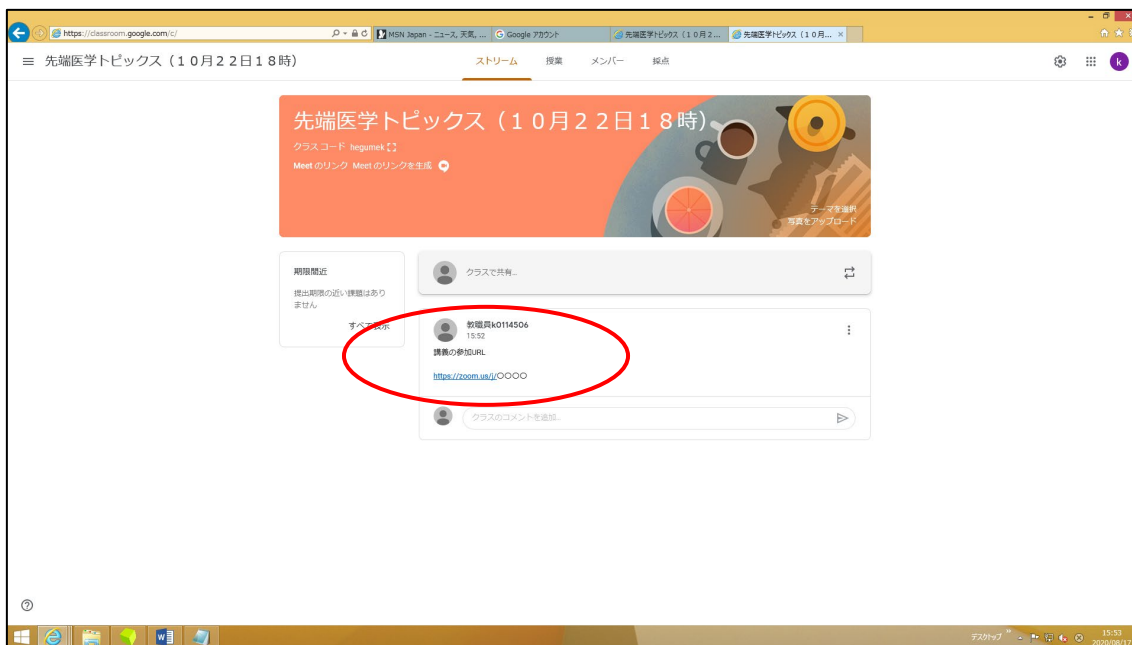 https://classroom.google.com/c/
MSN Japan - ニュース, 天気, ...
Google アカウント
先端医学トピックス（１０月２...
先端医学トピックス（１０月...
先端医学トピックス（１０月２２日１８時）
ストリーム
授業
メンバー
採点
k
先端医学トピックス（１０月２２日１８時）
クラスコード hegumek
Meet のリンク Meet のリンクを生成
テーマを選択
写真をアップロード
期限間近
提出期限の近い課題はあり
ません
すべて表示
クラスで共有...
教職員k0114506
15:52
講義の参加URL
https://zoom.us/j/〇〇〇〇
クラスのコメントを追加...
デスクトップ
15:53
2020/08/17